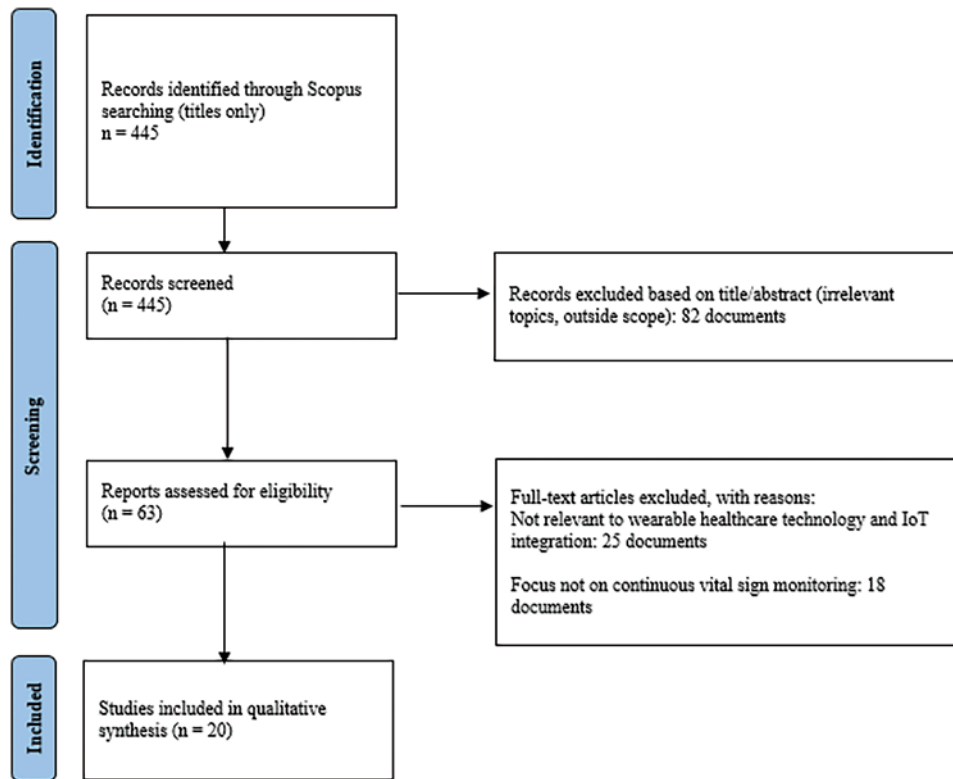 Identification
Records identified through Scopus
searching (titles only)
n = 445
Screening
Records screened
(n = 445)
Records excluded based on title/abstract (irrelevant
topics, outside scope): 82 documents
Reports assessed for eligibility
(n = 63)
Full-text articles excluded, with reasons:
Not relevant to wearable healthcare technology and IoT
integration: 25 documents
Focus not on continuous vital sign monitoring: 18
documents
Included
Studies included in qualitative
synthesis (n = 20)